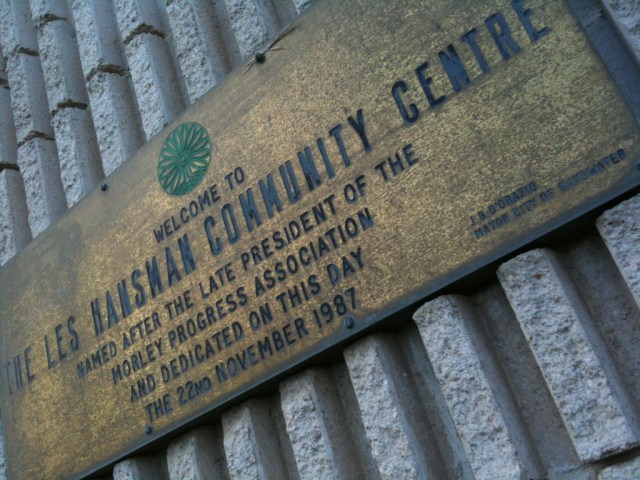 WELCOME TO
THE LES HANSMAN COMMUNITY CENTRE
NAMED AFTER THE LATE PRESIDENT OF THE
MORLEY PROGRESS ASSOCIATION
AND DEDICATED ON THIS DAY
THE 22ND NOVEMBER 1987
J.B. D'ORAZIO
MAYOR CITY OF BAYSWATER